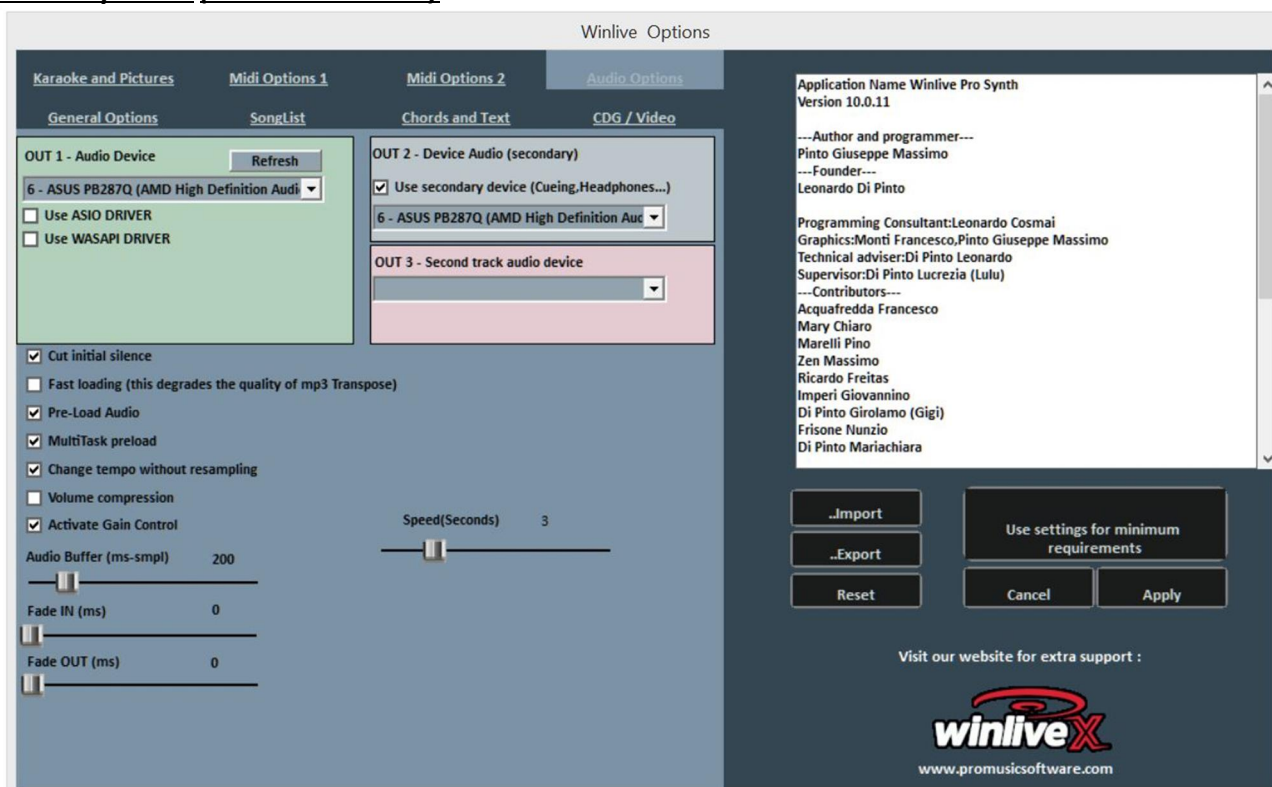 Winlive Options
Karaoke and Pictures Midi Options 1 Midi Options 2 Audio Options
General Options SongList Chords and Text CDG / Video
OUT 1 - Audio Device Refresh
6 - ASUS PB287Q (AMD High Definition Audi
Use ASIO DRIVER
Use WASAPI DRIVER
OUT 2 - Device Audio (secondary)
Use secondary device (Cueing,Headphones...)
6 - ASUS PB287Q (AMD High Definition Auc
OUT 3 - Second track audio device
Cut initial silence
Fast loading (this degrades the quality of mp3 Transpose)
Pre-Load Audio
MultiTask preload
Change tempo without resampling
Volume compression
Activate Gain Control
Speed(Seconds) 3
Audio Buffer (ms-smpl) 200
Fade IN (ms) 0
Fade OUT (ms) 0
Application Name Winlive Pro Synth
Version 10.0.11
---Author and programmer---
Pinto Giuseppe Massimo
---Founder---
Leonardo Di Pinto
Programming Consultant:Leonardo Cosmai
Graphics:Monti Francesco,Pinto Giuseppe Massimo
Technical adviser:Di Pinto Leonardo
Supervisor:Di Pinto Lucrezia (Lulu)
---Contributors---
Acquafredda Francesco
Mary Chiaro
Marelli Pino
Zen Massimo
Ricardo Freitas
Imperi Giovannino
Di Pinto Girolamo (Gigi)
Frisone Nunzio
Di Pinto Mariachiara
..Import
..Export
Reset
Use settings for minimum
requirements
Cancel Apply
Visit our website for extra support :
winlive X
www.promusicsoftware.com